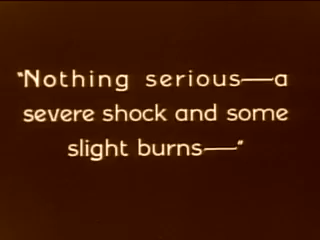 "Nothing serious—a
severe shock and some
slight burns—"